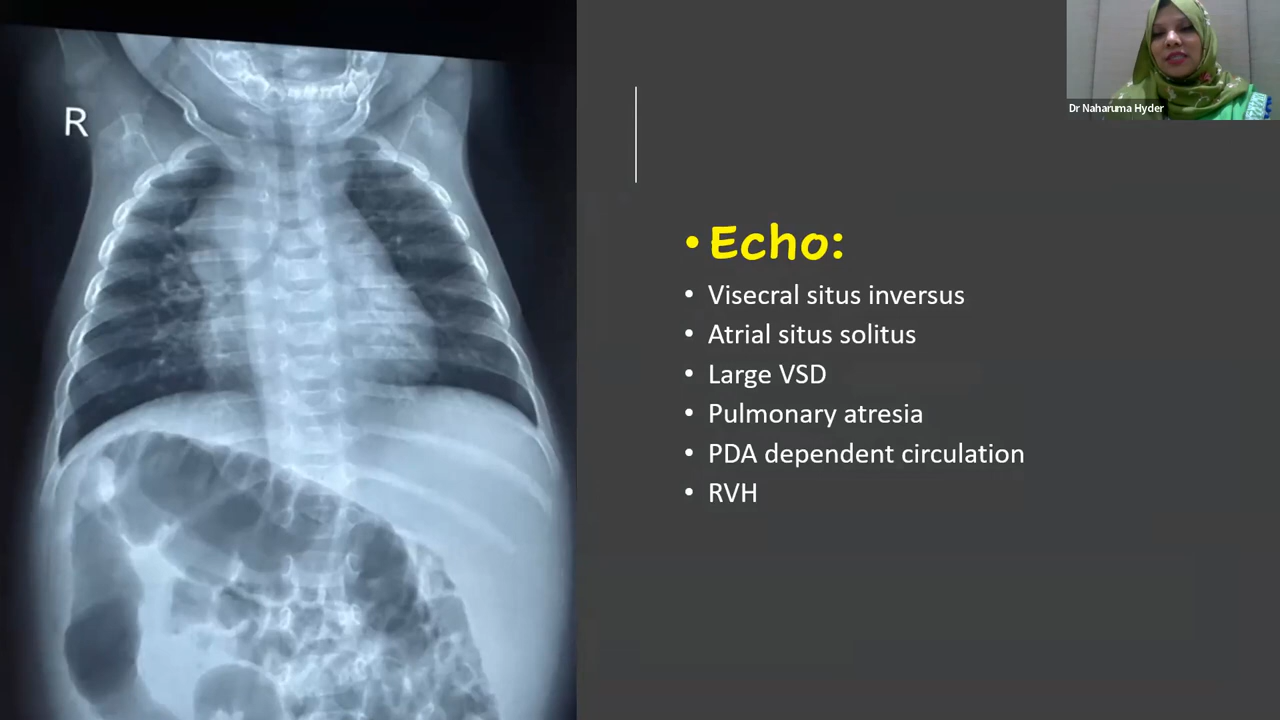 R
Dr Naharuma Hyder
• Echo:
• Visecral situs inversus
• Atrial situs solitus
• Large VSD
• Pulmonary atresia
• PDA dependent circulation
• RVH